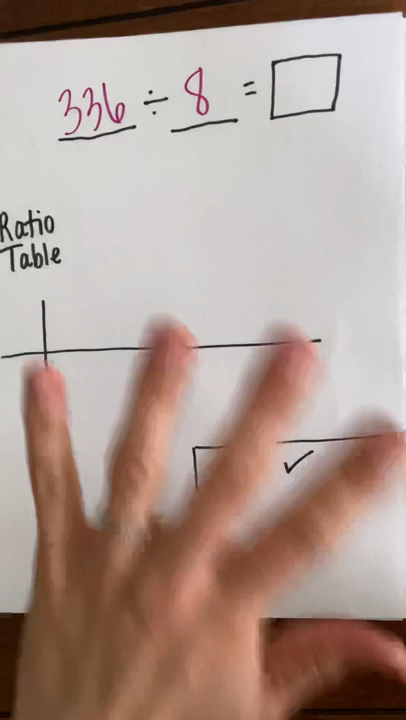 336 ÷ 8 =
Ratio
Table
✓